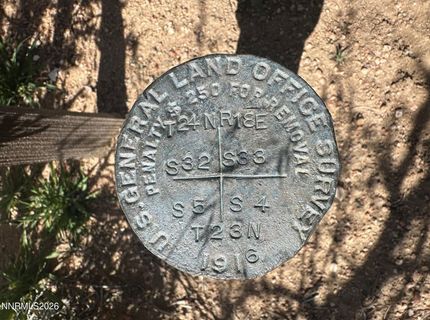 U.S. GENERAL LAND OFFICE SURVEY
PENALTY $ 250 FOR REMOVAL
T24N R18E
S32 S33
S5 S4
T23N
1916
NNRMLS2026